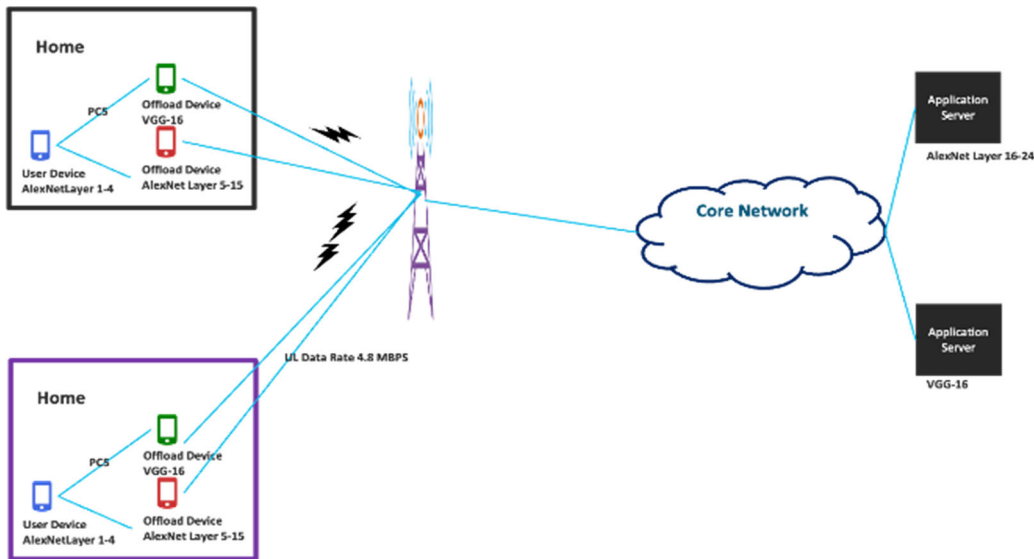 Home
PC5
Offload Device
VGG-16
User Device
AlexNetLayer 1-4
Offload Device
AlexNet Layer 5-15
Application
Server
AlexNet Layer 16-24
Core Network
UL Data Rate 4.8 MBPS
Application
Server
VGG-16
Home
PC5
Offload Device
VGG-16
User Device
AlexNetLayer 1-4
Offload Device
AlexNet Layer 5-15